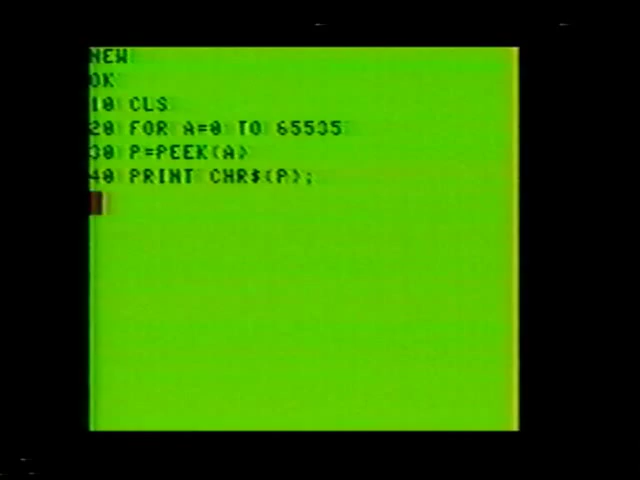 NEW
OK
10 CLS
20 FOR A=0 TO 65535
30 P=PEEK(A)
40 PRINT CHR$(P);